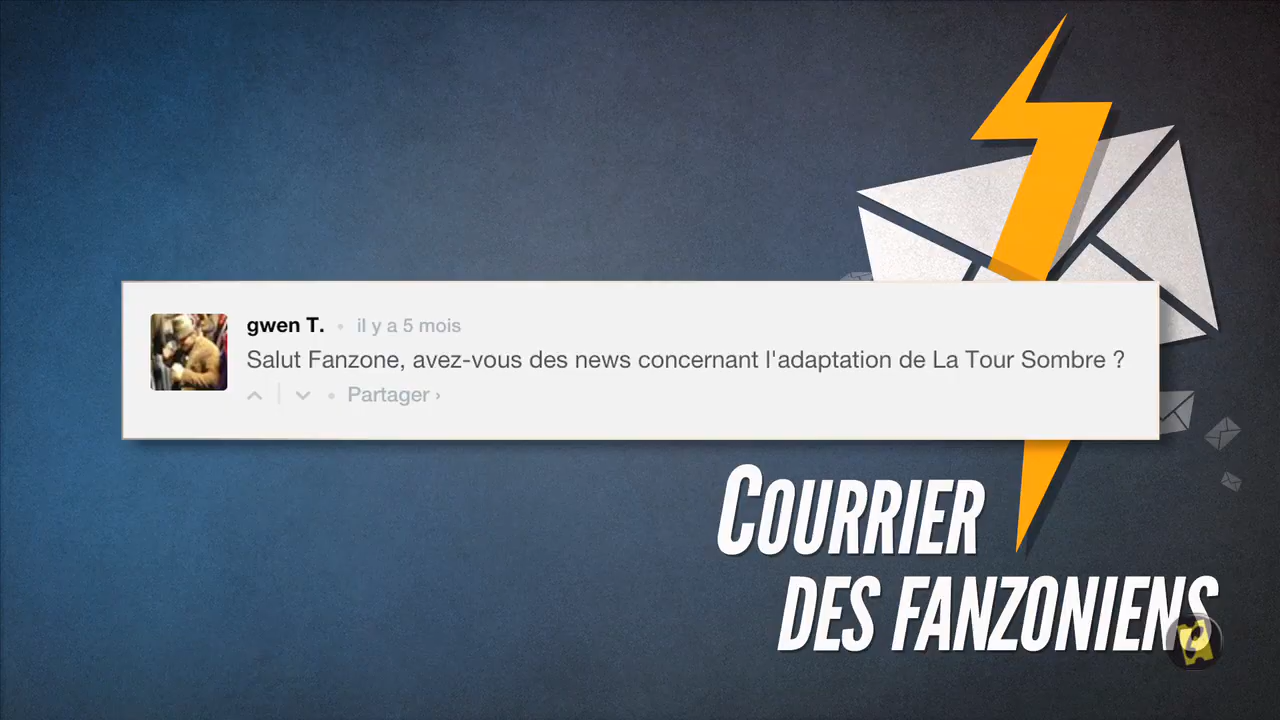 gwen T. • il y a 5 mois
Salut Fanzone, avez-vous des news concernant l'adaptation de La Tour Sombre ?
• Partager ›
COURRIER
DES FANZONIENS